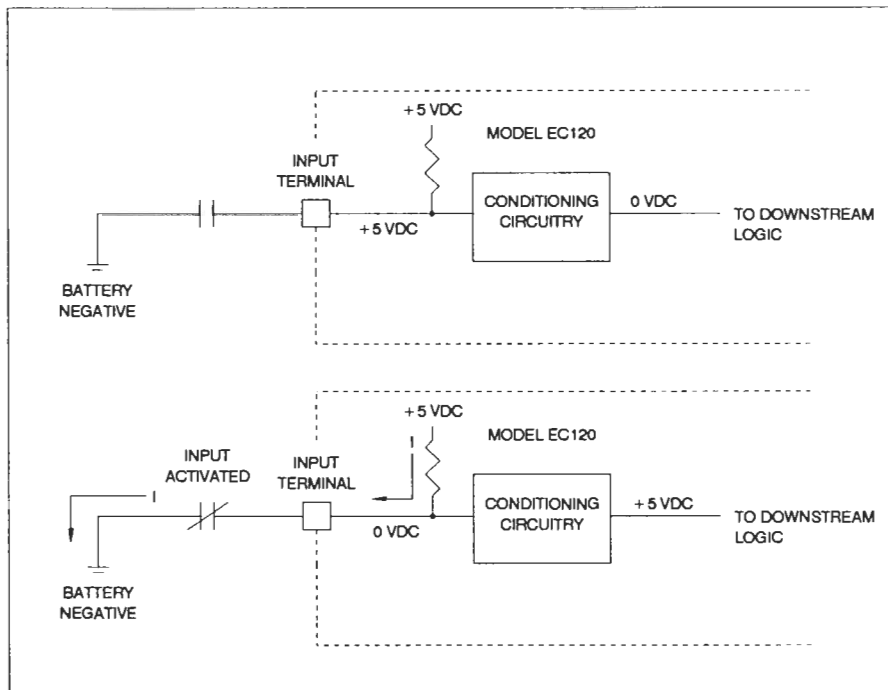 +5 VDC
MODEL EC120
INPUT
TERMINAL
CONDITIONING
CIRCUITRY
0 VDC
+5 VDC
TO DOWNSTREAM
LOGIC
BATTERY
NEGATIVE
+5 VDC
MODEL EC120
INPUT
ACTIVATED
INPUT
TERMINAL
I
I
CONDITIONING
CIRCUITRY
+5 VDC
0 VDC
TO DOWNSTREAM
LOGIC
BATTERY
NEGATIVE